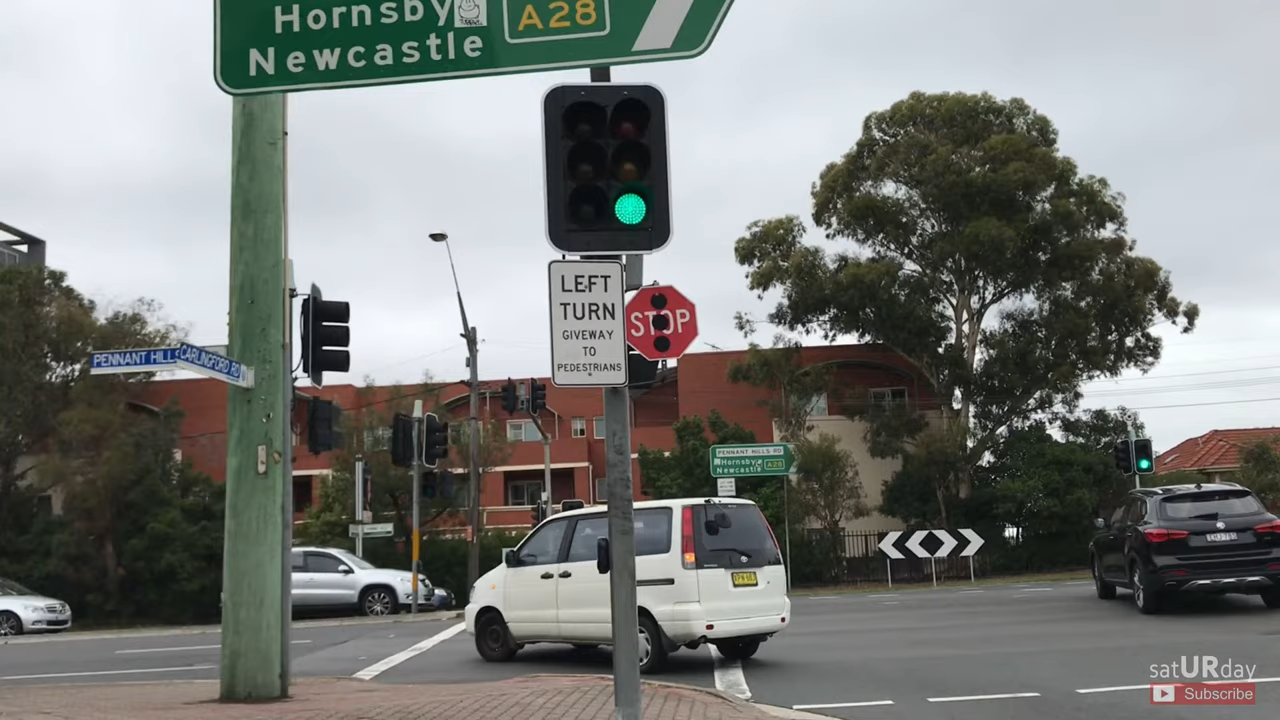 Hornsby
A28
Newcastle
LEFT
TURN
GIVEWAY
TO
PEDESTRIANS
STOP
PENNANT HILLS
CARLINGFORD RD
PENNANT HILLS RD
Hornsby
Newcastle
A28
satURday
Subscribe